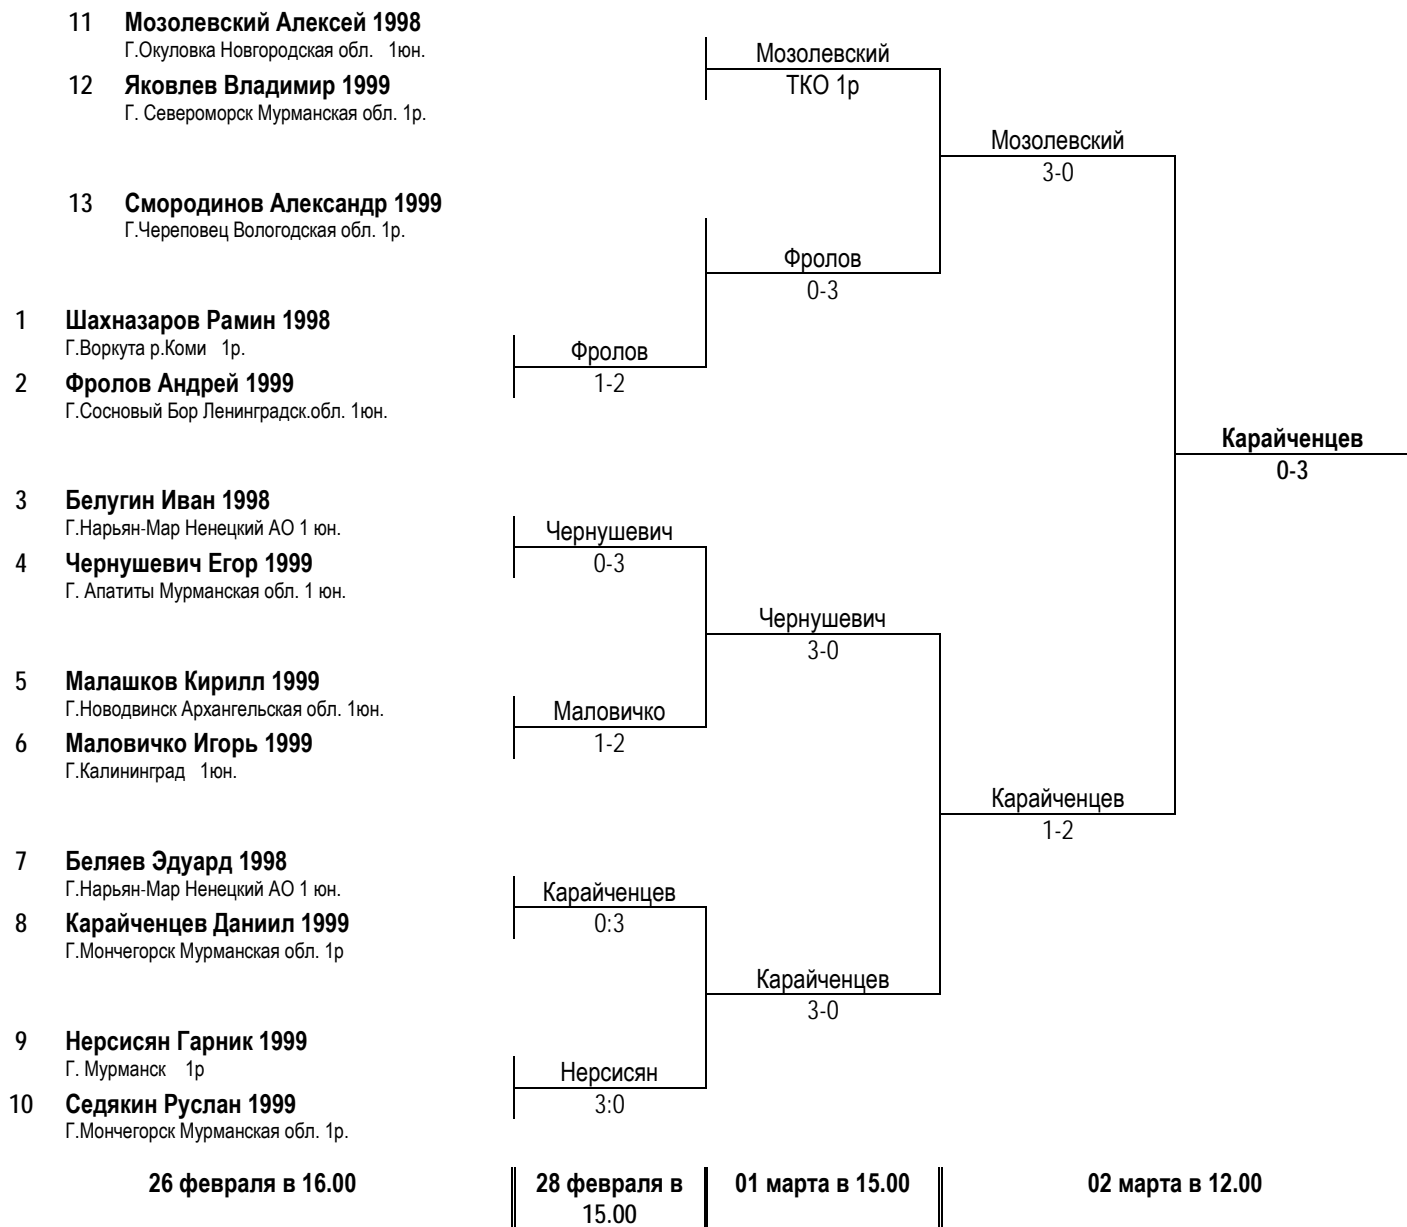 11 Мозолевский Алексей 1998
Г.Окуловка Новгородская обл. 1юн.
12 Яковлев Владимир 1999
Г. Североморск Мурманская обл. 1р.
Мозолевский
ТКО 1р
Мозолевский
3-0
13 Смородинов Александр 1999
Г.Череповец Вологодская обл. 1р.
Фролов
0-3
1 Шахназаров Рамин 1998
Г.Воркута р.Коми 1р.
2 Фролов Андрей 1999
Г.Сосновый Бор Ленинградск.обл. 1юн.
Фролов
1-2
Карайченцев
0-3
3 Белугин Иван 1998
Г.Нарьян-Мар Ненецкий АО 1 юн.
4 Чернушевич Егор 1999
Г. Апатиты Мурманская обл. 1 юн.
Чернушевич
0-3
Чернушевич
3-0
5 Малашков Кирилл 1999
Г.Новодвинск Архангельская обл. 1юн.
6 Маловичко Игорь 1999
Г.Калининград 1юн.
Маловичко
1-2
Карайченцев
1-2
7 Беляев Эдуард 1998
Г.Нарьян-Мар Ненецкий АО 1 юн.
8 Карайченцев Даниил 1999
Г.Мончегорск Мурманская обл. 1р
Карайченцев
0:3
Карайченцев
3-0
9 Нерсисян Гарник 1999
Г. Мурманск 1р
10 Седякин Руслан 1999
Г.Мончегорск Мурманская обл. 1р.
Нерсисян
3:0
26 февраля в 16.00
28 февраля в
15.00
01 марта в 15.00
02 марта в 12.00